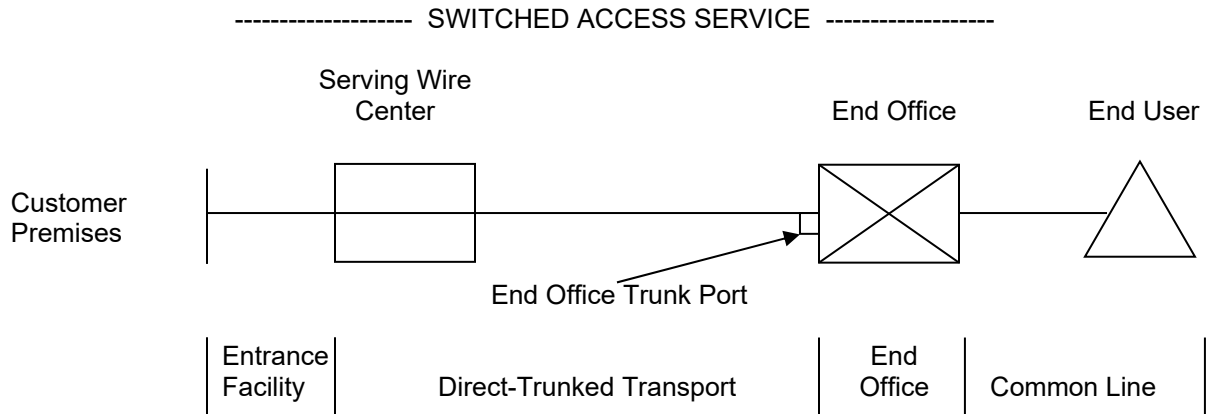 ------------------- SWITCHED ACCESS SERVICE ------------------
Serving Wire
Center
End Office
End User
Customer
Premises
End Office Trunk Port
Entrance
Facility
Direct-Trunked Transport
End
Office
Common Line